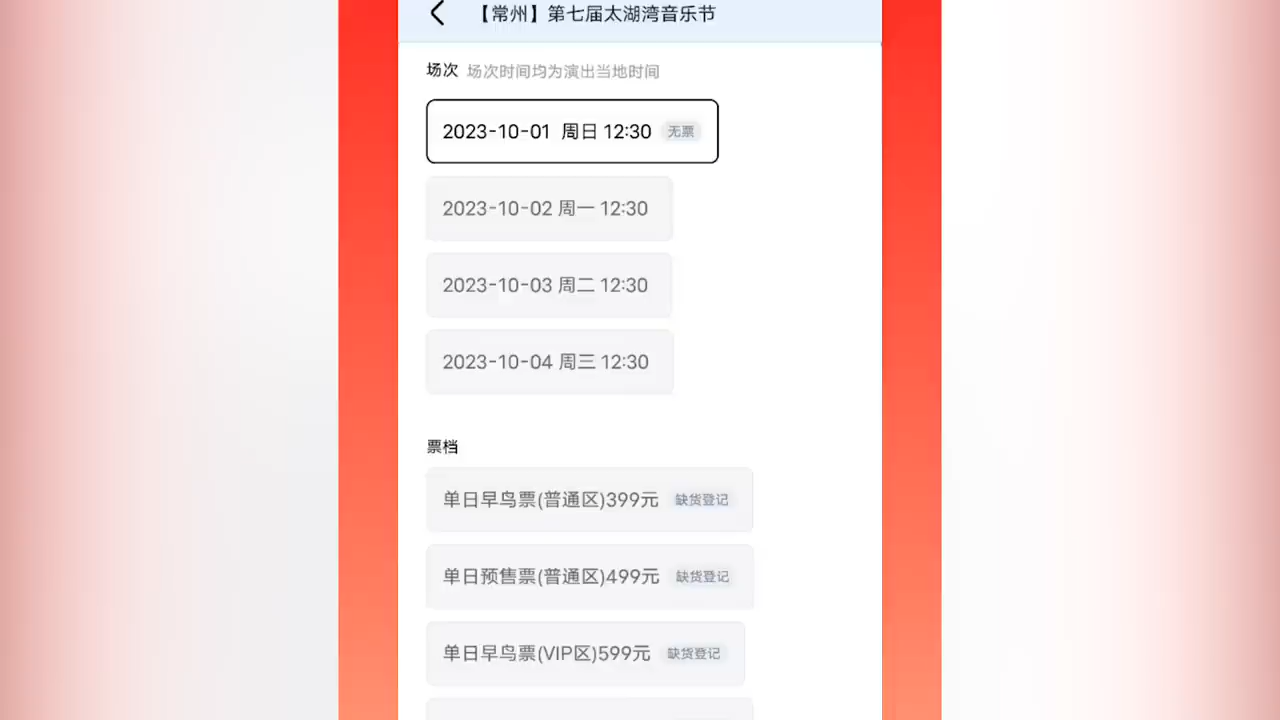 【常州】第七届太湖湾音乐节
场次 场次时间均为演出当地时间
2023-10-01 周日 12:30 无票
2023-10-02 周一 12:30
2023-10-03 周二 12:30
2023-10-04 周三 12:30
票档
单日早鸟票(普通区)399元 缺货登记
单日预售票(普通区)499元 缺货登记
单日早鸟票(VIP区)599元 缺货登记